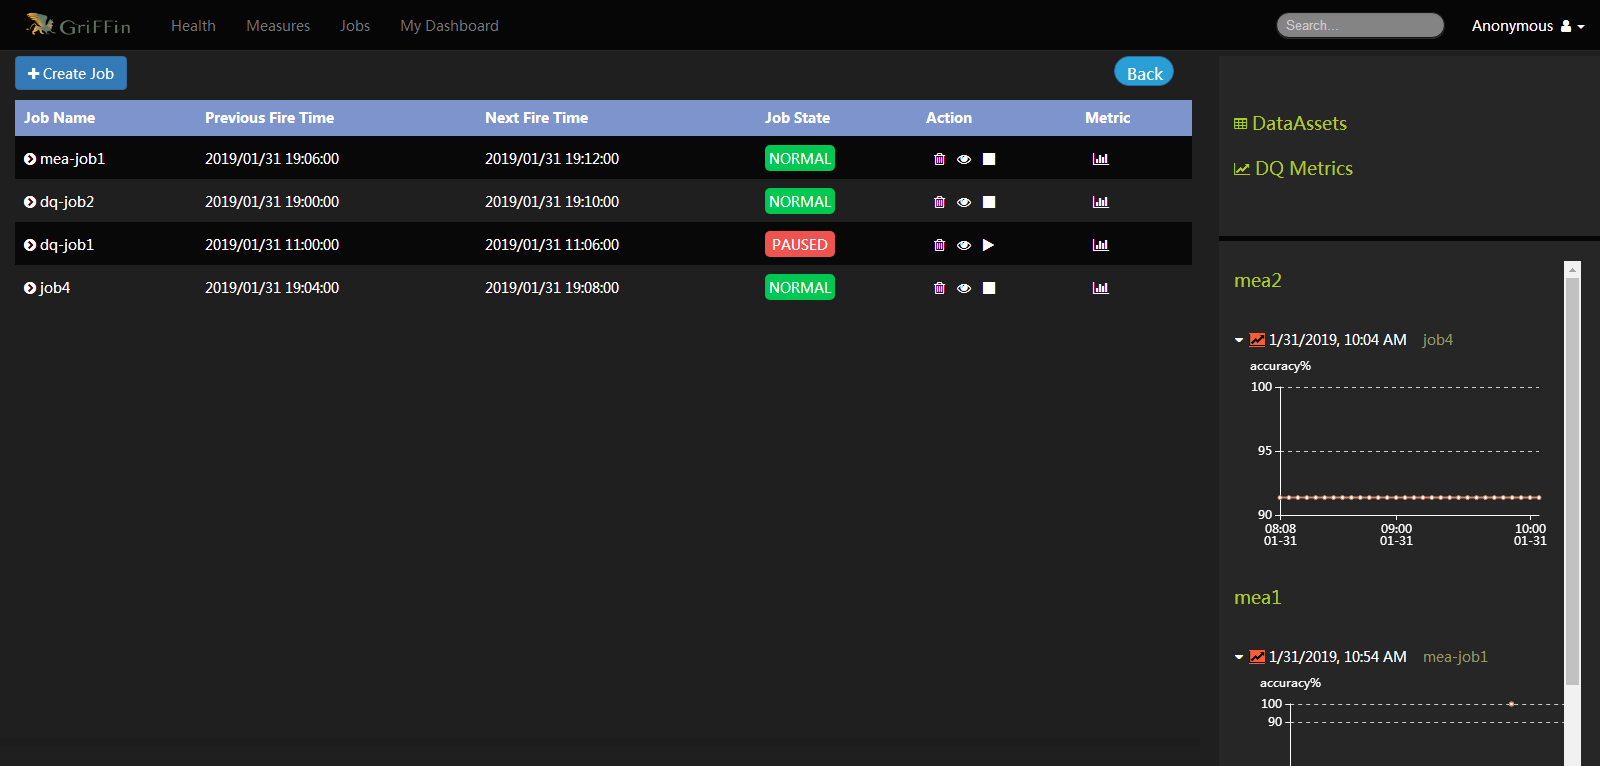 GriFFin Health Measures Jobs My Dashboard Search... Anonymous
Create Job Back
Job Name Previous Fire Time Next Fire Time Job State Action Metric
mea-job1 2019/01/31 19:06:00 2019/01/31 19:12:00 NORMAL
dq-job2 2019/01/31 19:00:00 2019/01/31 19:10:00 NORMAL
dq-job1 2019/01/31 11:00:00 2019/01/31 11:06:00 PAUSED
job4 2019/01/31 19:04:00 2019/01/31 19:08:00 NORMAL
DataAssets
DQ Metrics
mea2
1/31/2019, 10:04 AM job4
accuracy%
100
95
90
08:08 09:00 10:00
01-31 01-31 01-31
mea1
1/31/2019, 10:54 AM mea-job1
accuracy%
100
90